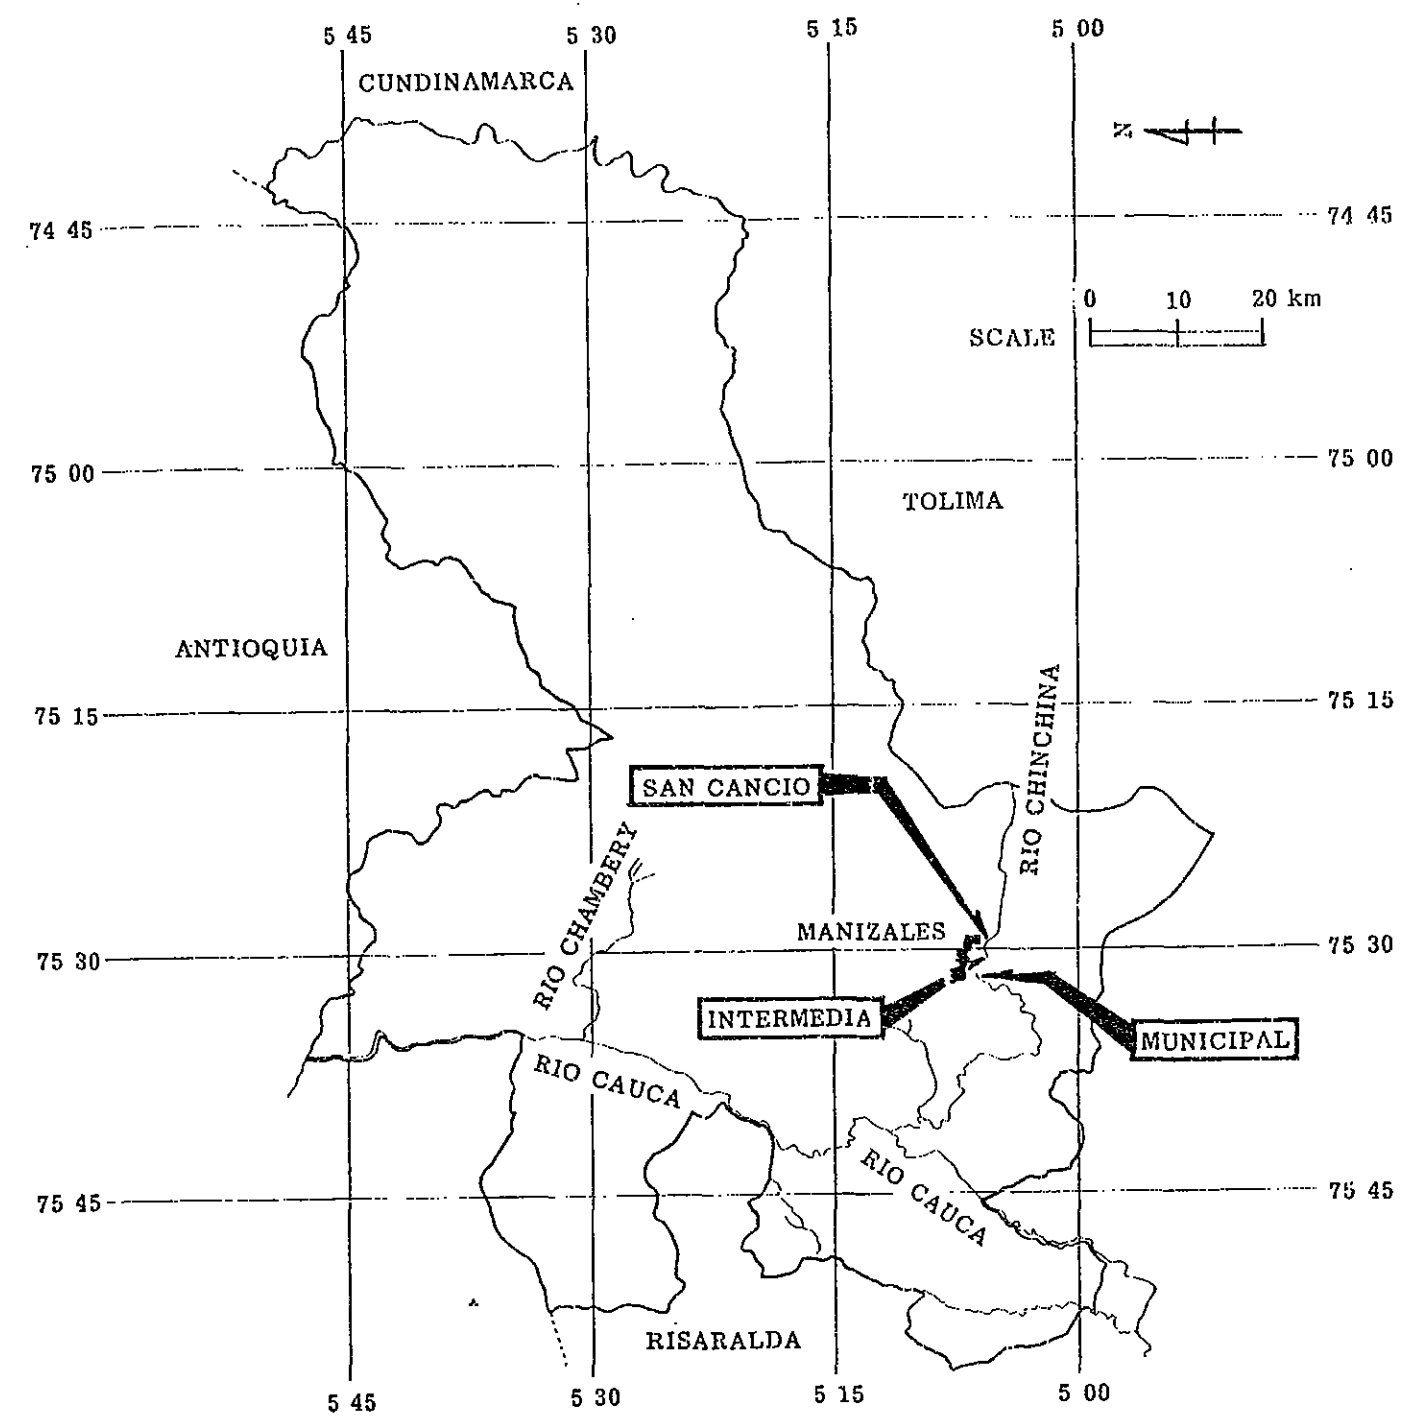 5 45
5 30
5 15
5 00
CUNDINAMARCA
N
74 45
74 45
0 10 20 km
SCALE
75 00
75 00
TOLIMA
ANTIOQUIA
RIO CHINCHINA
75 15
75 15
SAN CANCIO
RIO CHAMBERY
MANIZALES
75 30
75 30
INTERMEDIA
MUNICIPAL
RIO CAUCA
RIO CAUCA
75 45
75 45
RISARALDA
5 45
5 30
5 15
5 00